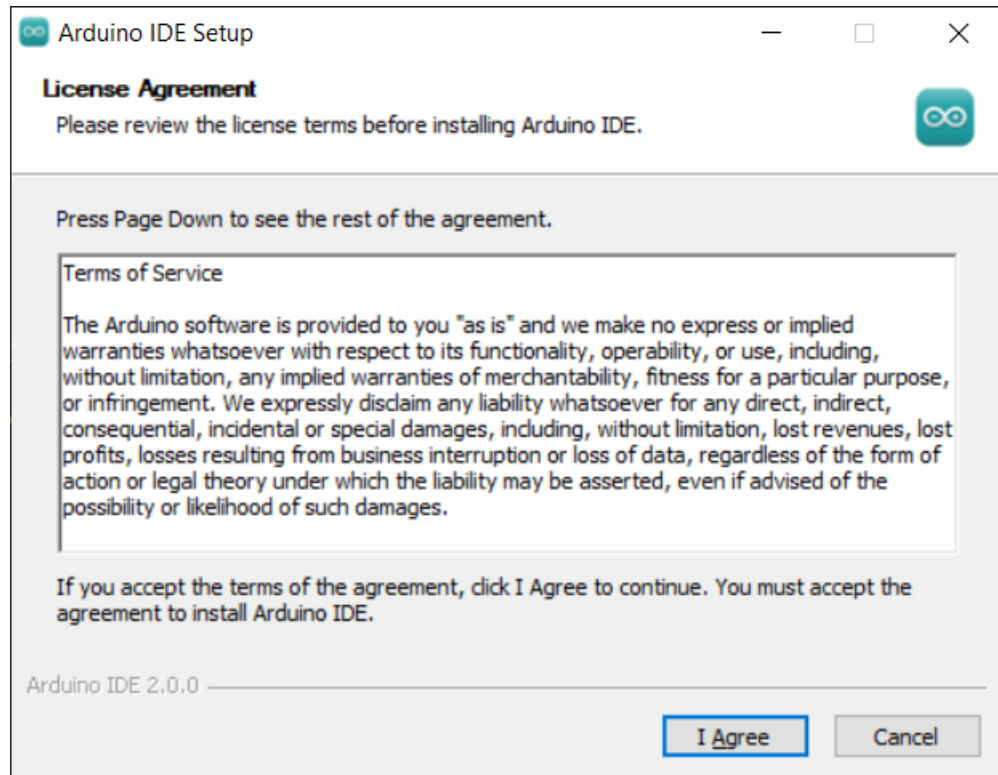 Arduino IDE Setup
License Agreement
Please review the license terms before installing Arduino IDE.
Press Page Down to see the rest of the agreement.
Terms of Service
The Arduino software is provided to you "as is" and we make no express or implied
warranties whatsoever with respect to its functionality, operability, or use, including,
without limitation, any implied warranties of merchantability, fitness for a particular purpose,
or infringement. We expressly disclaim any liability whatsoever for any direct, indirect,
consequential, incidental or special damages, including, without limitation, lost revenues, lost
profits, losses resulting from business interruption or loss of data, regardless of the form of
action or legal theory under which the liability may be asserted, even if advised of the
possibility or likelihood of such damages.
If you accept the terms of the agreement, click I Agree to continue. You must accept the
agreement to install Arduino IDE.
Arduino IDE 2.0.0
I Agree
Cancel